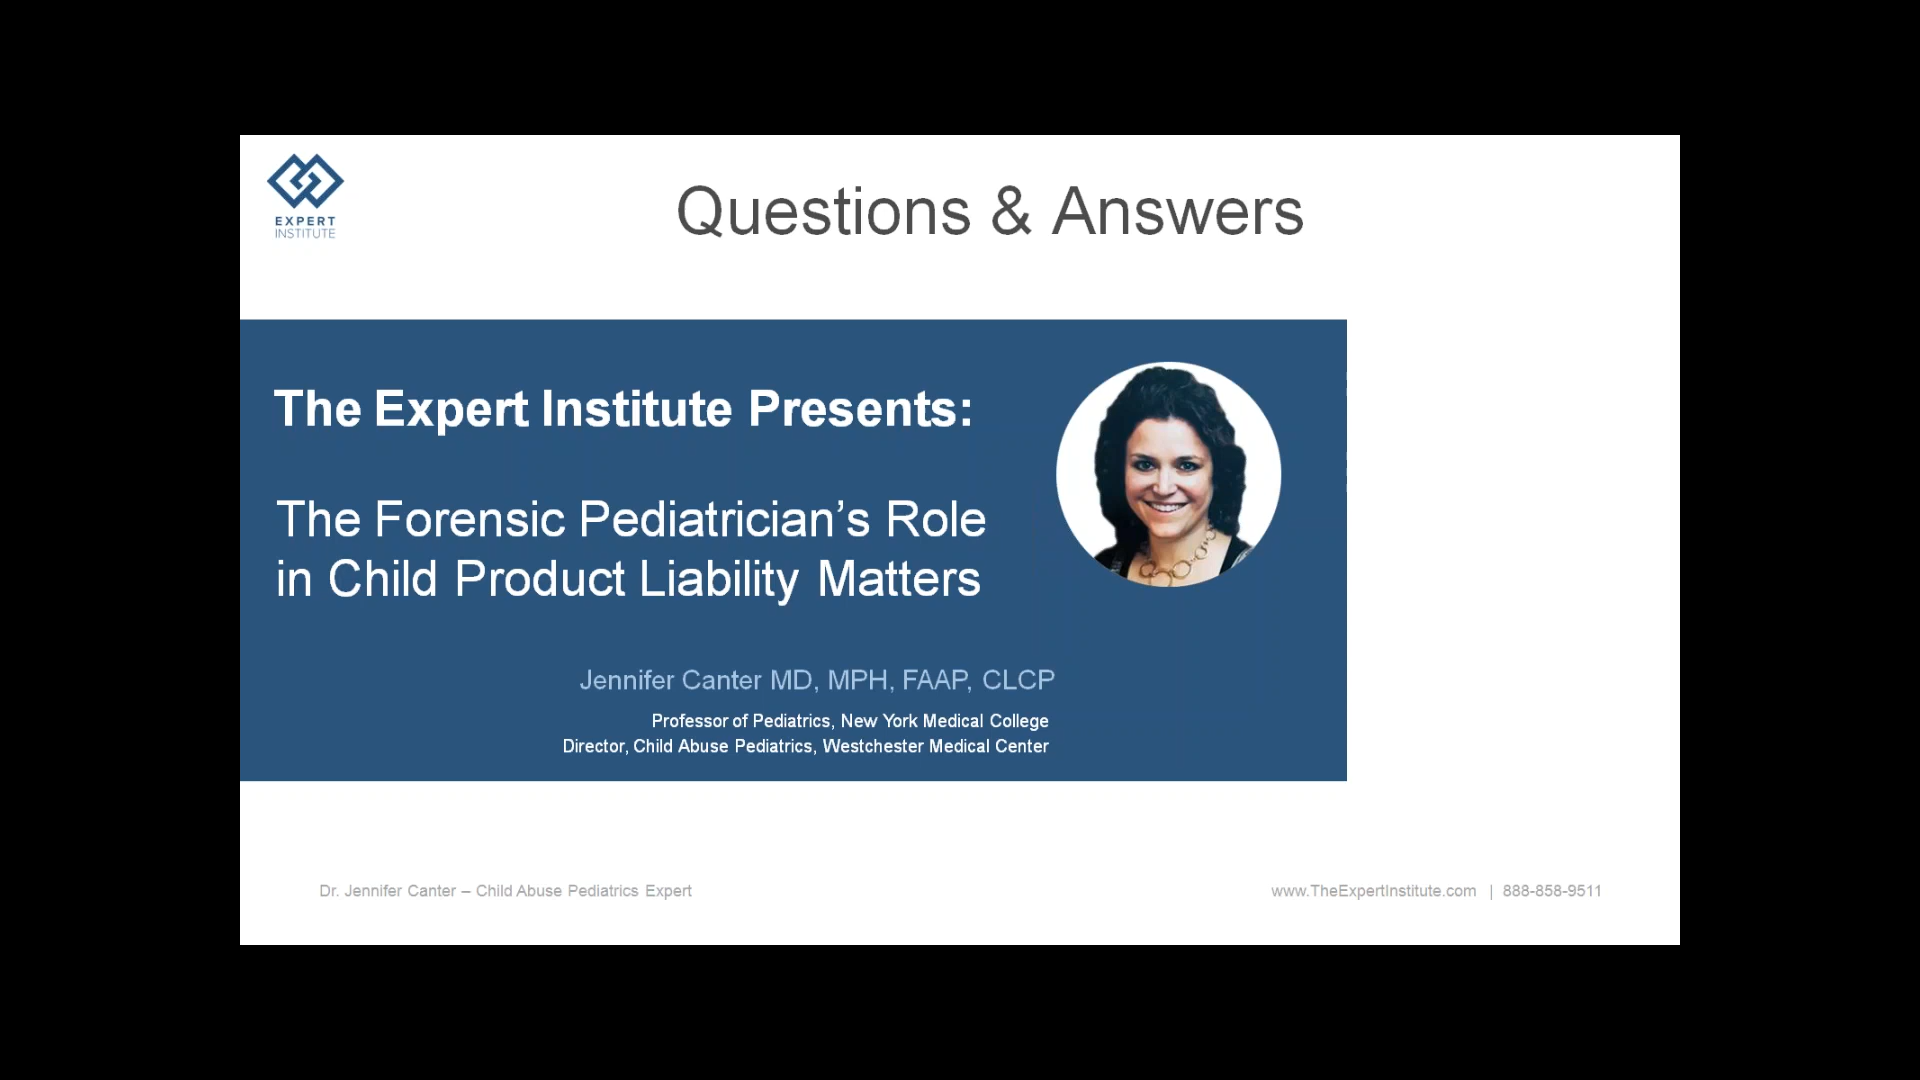 EXPERT
INSTITUTE
Questions & Answers
The Expert Institute Presents:
The Forensic Pediatrician’s Role
in Child Product Liability Matters
Jennifer Canter MD, MPH, FAAP, CLCP
Professor of Pediatrics, New York Medical College
Director, Child Abuse Pediatrics, Westchester Medical Center
Dr. Jennifer Canter – Child Abuse Pediatrics Expert
www.TheExpertInstitute.com | 888-858-9511